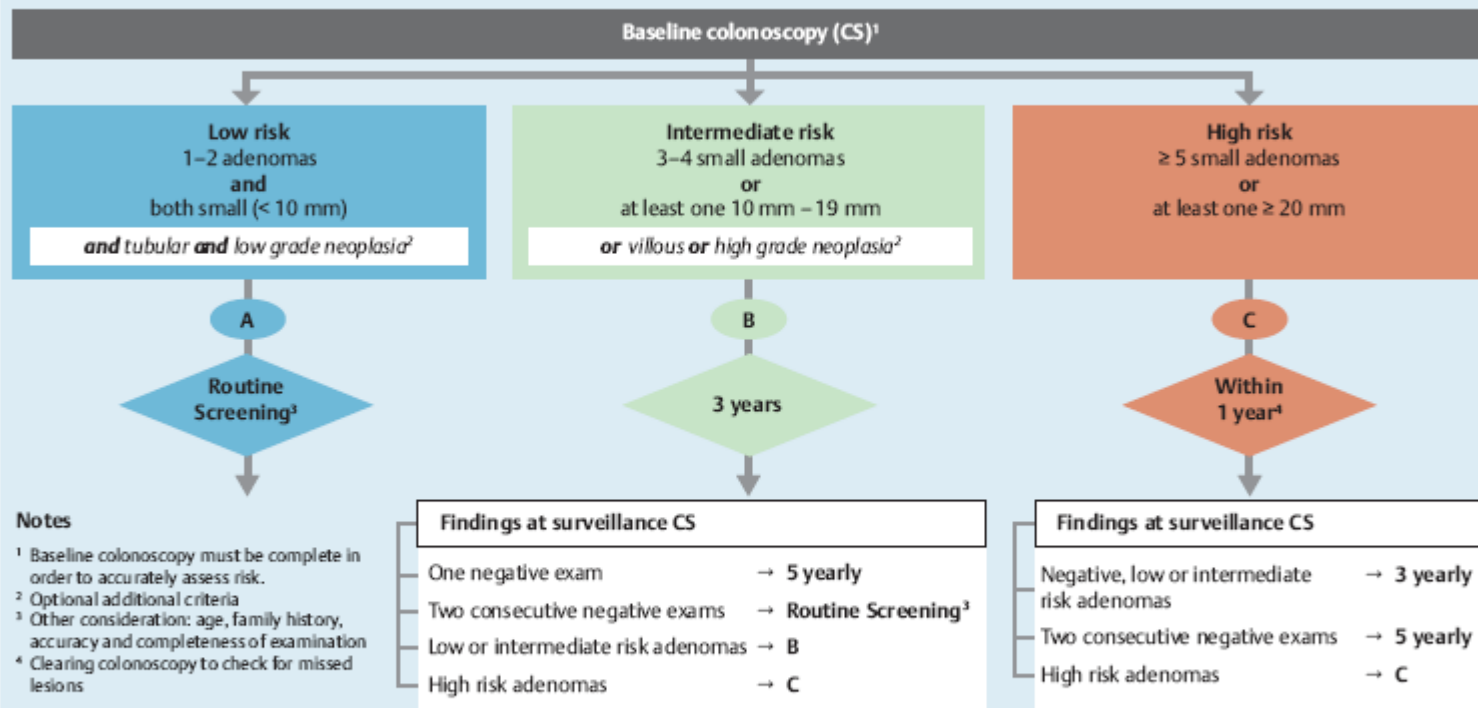 Baseline colonoscopy (CS)¹
Low risk
1–2 adenomas
and
both small (< 10 mm)
and tubular and low grade neoplasia²
Intermediate risk
3–4 small adenomas
or
at least one 10 mm – 19 mm
or villous or high grade neoplasia²
High risk
≥ 5 small adenomas
or
at least one ≥ 20 mm
A
B
C
Routine
Screening³
3 years
Within
1 year⁴
Notes
¹ Baseline colonoscopy must be complete in
order to accurately assess risk.
² Optional additional criteria
³ Other consideration: age, family history,
accuracy and completeness of examination
⁴ Clearing colonoscopy to check for missed
lesions
Findings at surveillance CS
One negative exam → 5 yearly
Two consecutive negative exams → Routine Screening³
Low or intermediate risk adenomas → B
High risk adenomas → C
Findings at surveillance CS
Negative, low or intermediate → 3 yearly
risk adenomas
Two consecutive negative exams → 5 yearly
High risk adenomas → C